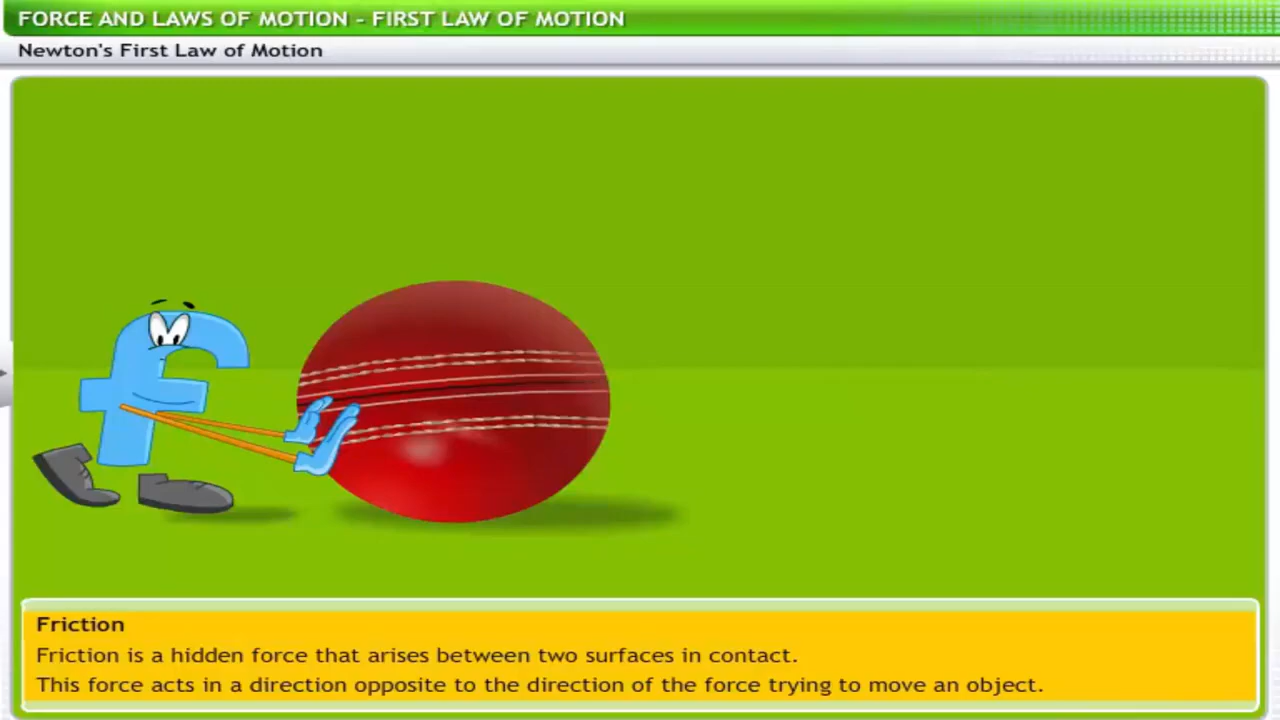 FORCE AND LAWS OF MOTION - FIRST LAW OF MOTION
Newton's First Law of Motion
Friction
Friction is a hidden force that arises between two surfaces in contact.
This force acts in a direction opposite to the direction of the force trying to move an object.